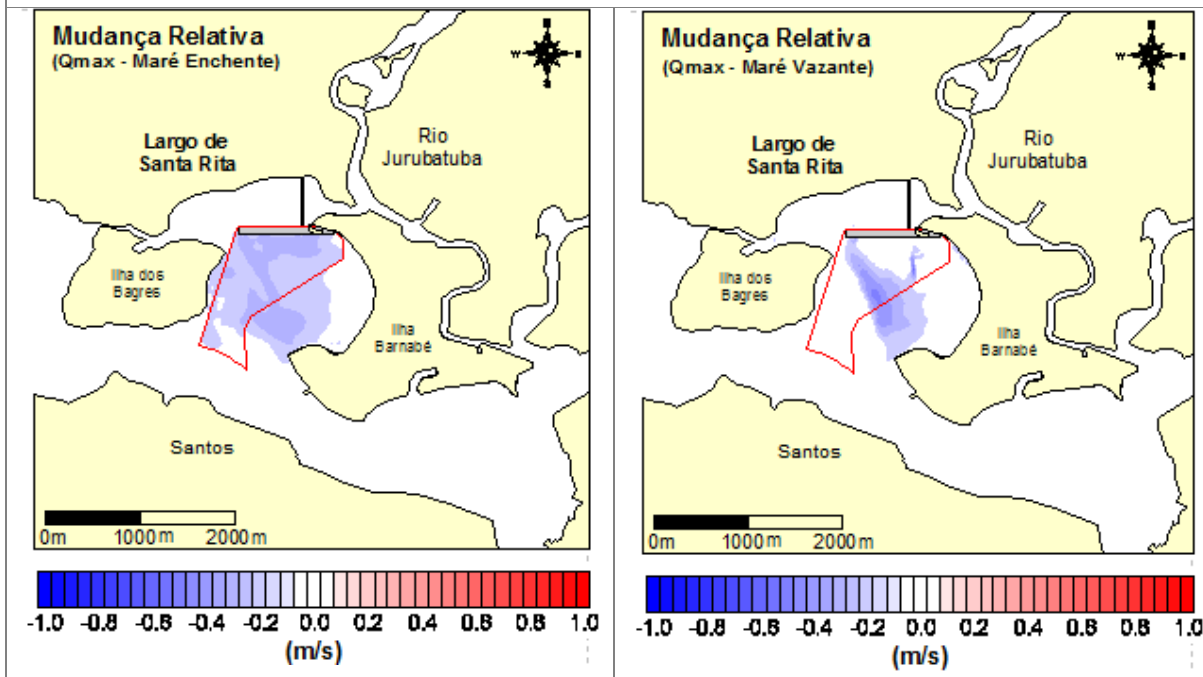 Mudança Relativa
(Qmax - Maré Enchente)
Largo de
Santa Rita
Rio
Jurubatuba
Ilha dos
Bagres
Ilha
Barnabé
Santos
0m 1000m 2000m
-1.0 -0.8 -0.6 -0.4 -0.2 0.0 0.2 0.4 0.6 0.8 1.0
(m/s)
Mudança Relativa
(Qmax - Maré Vazante)
Largo de
Santa Rita
Rio
Jurubatuba
Ilha dos
Bagres
Ilha
Barnabé
Santos
0m 1000m 2000m
-1.0 -0.8 -0.6 -0.4 -0.2 0.0 0.2 0.4 0.6 0.8 1.0
(m/s)